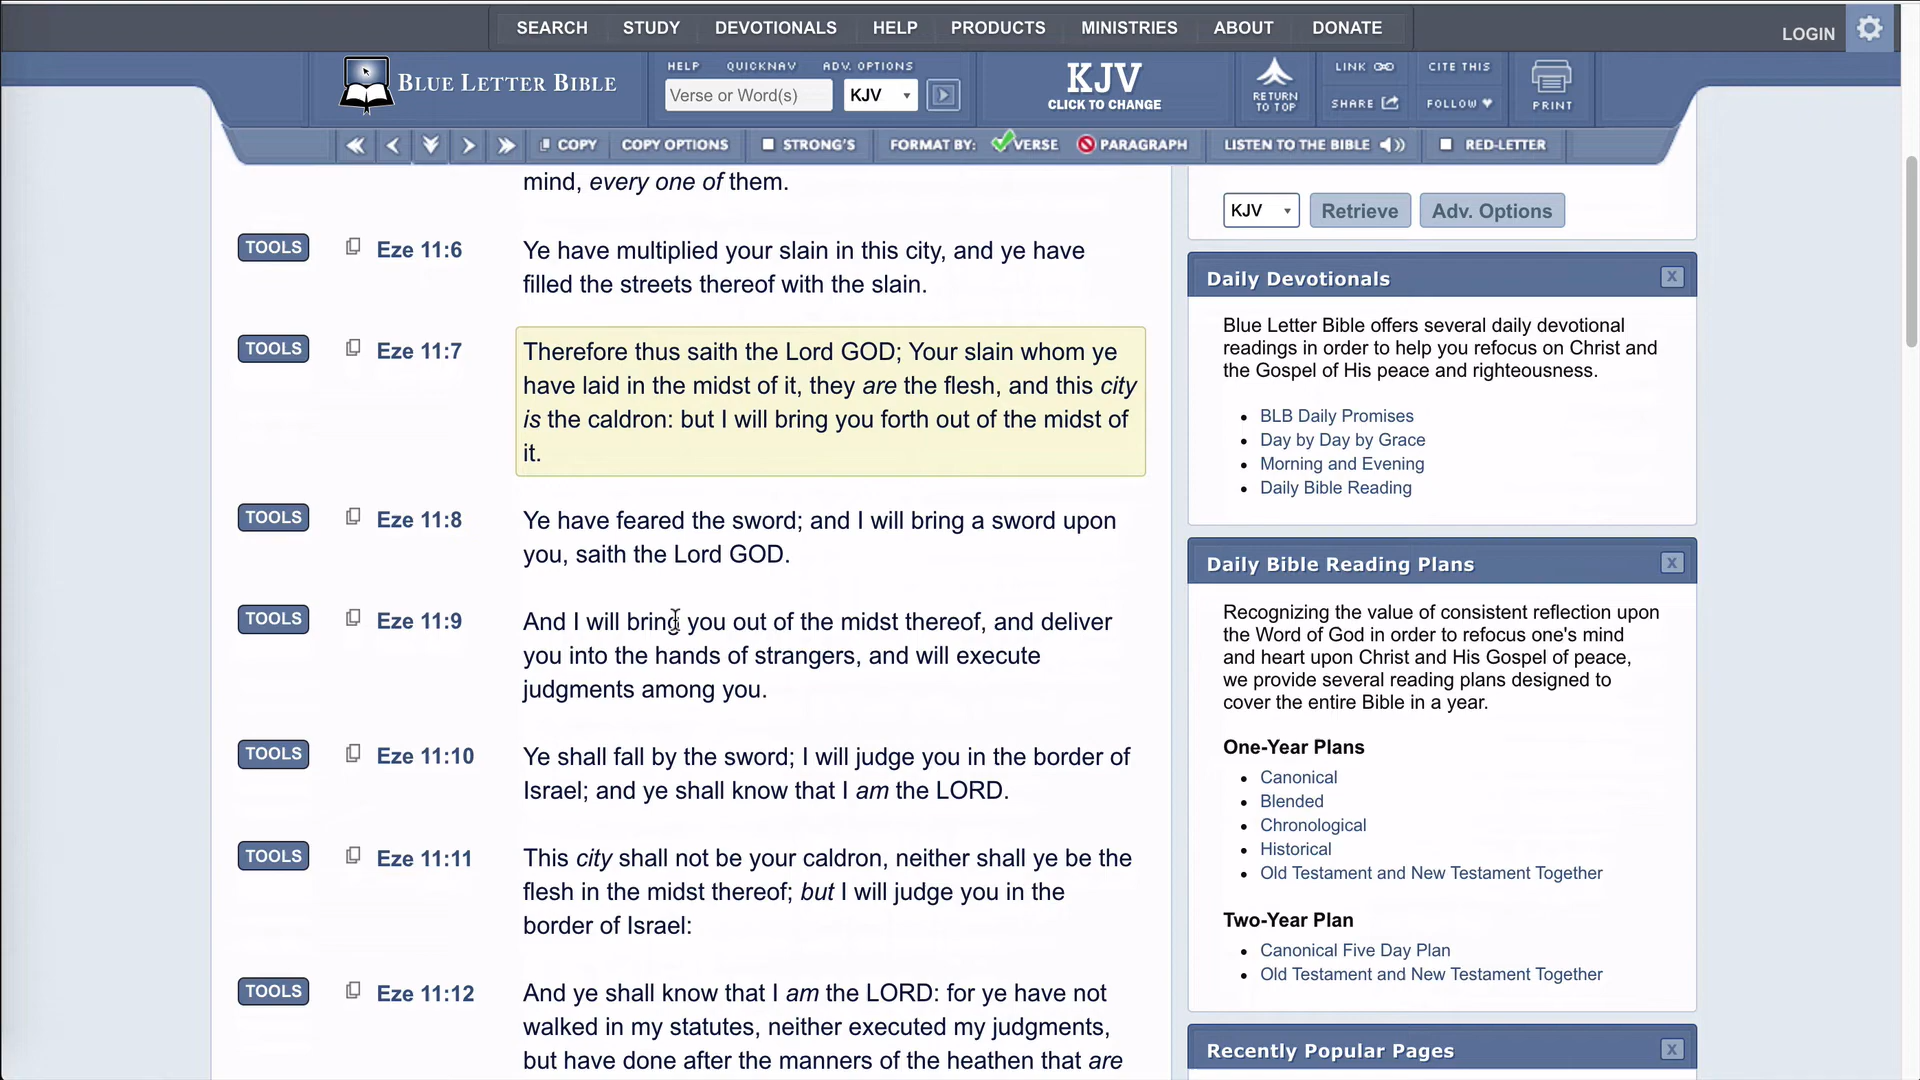 SEARCH STUDY DEVOTIONALS HELP PRODUCTS MINISTRIES ABOUT DONATE
LOGIN
BLUE LETTER BIBLE
HELP QUICKNAV ADV. OPTIONS
Verse or Word(s) KJV
KJV
CLICK TO CHANGE
RETURN
TO TOP
LINK
SHARE
CITE THIS
FOLLOW
PRINT
COPY COPY OPTIONS STRONG'S FORMAT BY: VERSE PARAGRAPH LISTEN TO THE BIBLE RED-LETTER
mind, every one of them.
TOOLS Eze 11:6 Ye have multiplied your slain in this city, and ye have
filled the streets thereof with the slain.
TOOLS Eze 11:7 Therefore thus saith the Lord GOD; Your slain whom ye
have laid in the midst of it, they are the flesh, and this city
is the caldron: but I will bring you forth out of the midst of
it.
TOOLS Eze 11:8 Ye have feared the sword; and I will bring a sword upon
you, saith the Lord GOD.
TOOLS Eze 11:9 And I will bring you out of the midst thereof, and deliver
you into the hands of strangers, and will execute
judgments among you.
TOOLS Eze 11:10 Ye shall fall by the sword; I will judge you in the border of
Israel; and ye shall know that I am the LORD.
TOOLS Eze 11:11 This city shall not be your caldron, neither shall ye be the
flesh in the midst thereof; but I will judge you in the
border of Israel:
TOOLS Eze 11:12 And ye shall know that I am the LORD: for ye have not
walked in my statutes, neither executed my judgments,
but have done after the manners of the heathen that are
KJV Retrieve Adv. Options
Daily Devotionals X
Blue Letter Bible offers several daily devotional
readings in order to help you refocus on Christ and
the Gospel of His peace and righteousness.
BLB Daily Promises
Day by Day by Grace
Morning and Evening
Daily Bible Reading
Daily Bible Reading Plans X
Recognizing the value of consistent reflection upon
the Word of God in order to refocus one's mind
and heart upon Christ and His Gospel of peace,
we provide several reading plans designed to
cover the entire Bible in a year.
One-Year Plans
Canonical
Blended
Chronological
Historical
Old Testament and New Testament Together
Two-Year Plan
Canonical Five Day Plan
Old Testament and New Testament Together
Recently Popular Pages X